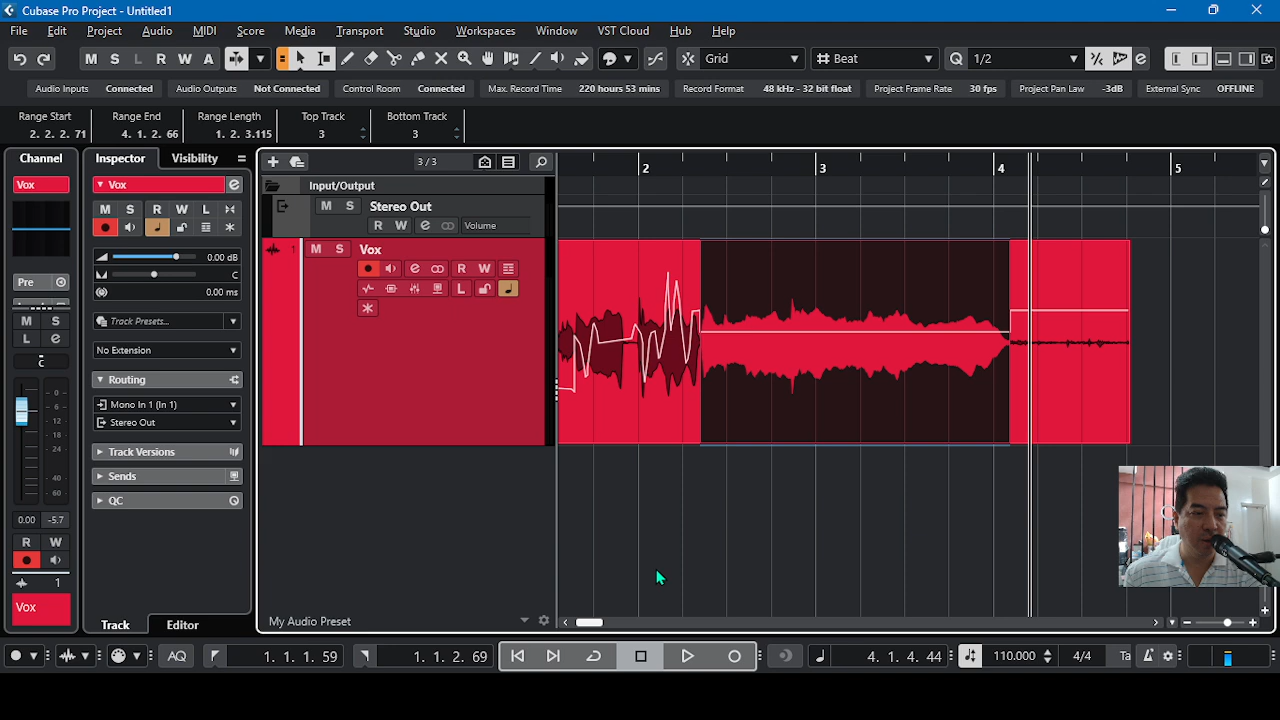 Cubase Pro Project - Untitled1
File Edit Project Audio MIDI Score Media Transport Studio Workspaces Window VST Cloud Hub Help
M S L R W A Grid Beat Q 1/2
Audio Inputs Connected Audio Outputs Not Connected Control Room Connected Max. Record Time 220 hours 53 mins Record Format 48 kHz - 32 bit float Project Frame Rate 30 fps Project Pan Law -3dB External Sync OFFLINE
Range Start Range End Range Length Top Track Bottom Track
2. 2. 2. 71 4. 1. 2. 66 1. 2. 3.115 3 3
Channel Inspector Visibility 3 / 3 2 3 4 5
Vox Vox Input/Output
M S R W L M S Stereo Out
R W Volume
1 M S Vox
0.00 dB R W
C L
Pre 0.00 ms
M S Track Presets...
L No Extension
C Routing
0 Mono In 1 (In 1)
6 Stereo Out
12
18
24 Track Versions
40 Sends
60 QC
0.00 -5.7
R W
1
Vox Track Editor My Audio Preset
AQ 1. 1. 1. 59 1. 1. 2. 69 4. 1. 4. 44 110.000 4/4 Ta